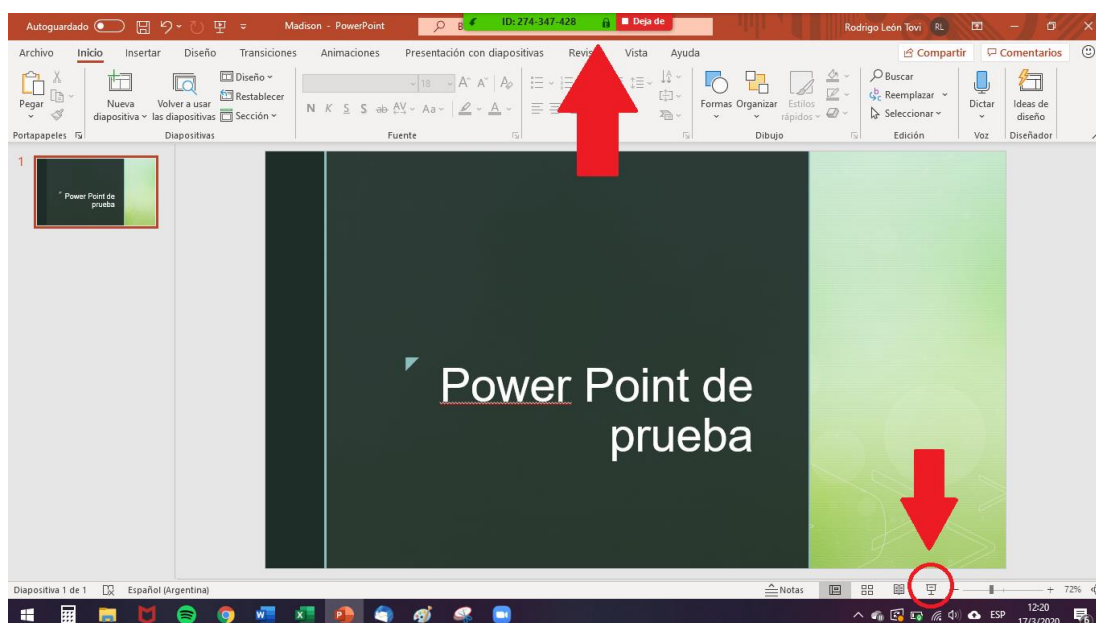 Autoguardado Madison - PowerPoint B ID: 274-347-428 Deja de Rodrigo León Tovi RL
Archivo Inicio Insertar Diseño Transiciones Animaciones Presentación con diapositivas Revis Vista Ayuda Compartir Comentarios
Pegar
Portapapeles
Nueva diapositiva
Volver a usar las diapositivas
Diseño
Restablecer
Sección
Diapositivas
18 A A A
N K S S ab AV Aa A
Fuente
Formas Organizar Estilos rápidos
Dibujo
Buscar
Reemplazar
Seleccionar
Edición
Dictar
Voz
Ideas de diseño
Diseñador
1
Power Point de
prueba
Power Point de
prueba
Diapositiva 1 de 1 Español (Argentina) Notas 72%
ESP 12:20
17/3/2020